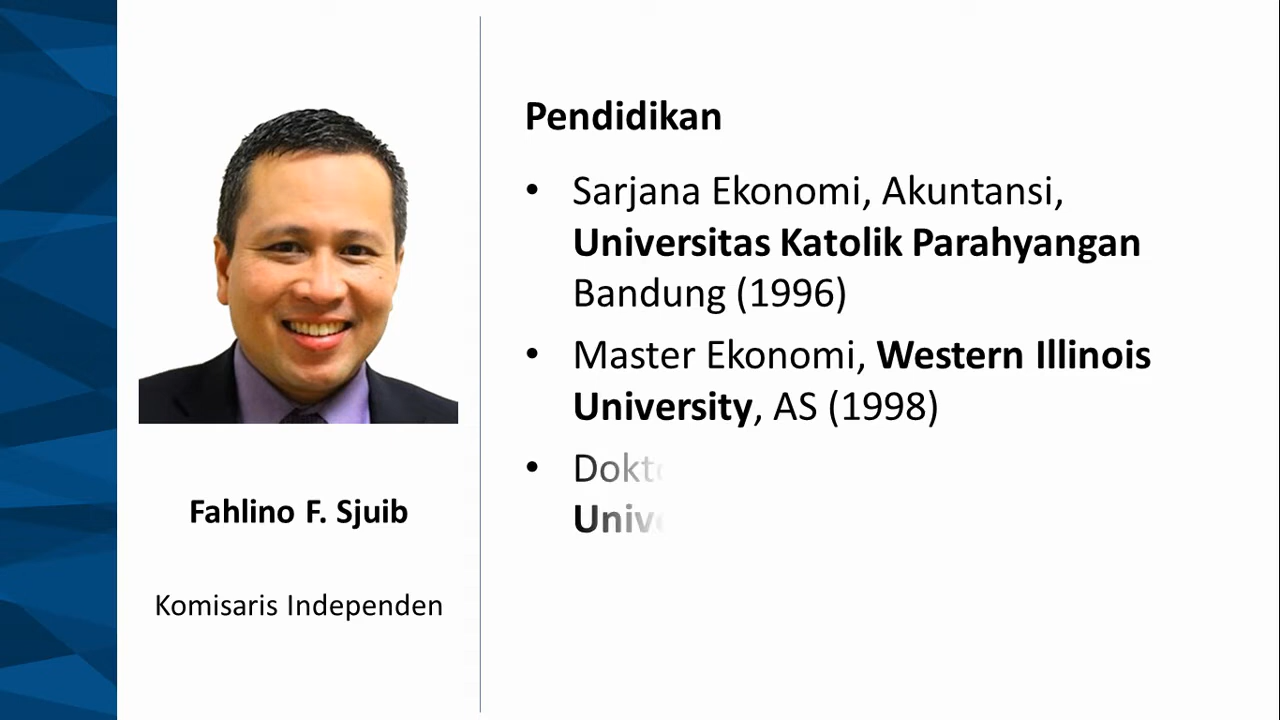 Pendidikan
• Sarjana Ekonomi, Akuntansi,
Universitas Katolik Parahyangan
Bandung (1996)
• Master Ekonomi, Western Illinois
University, AS (1998)
•
Fahlino F. Sjuib
Komisaris Independen